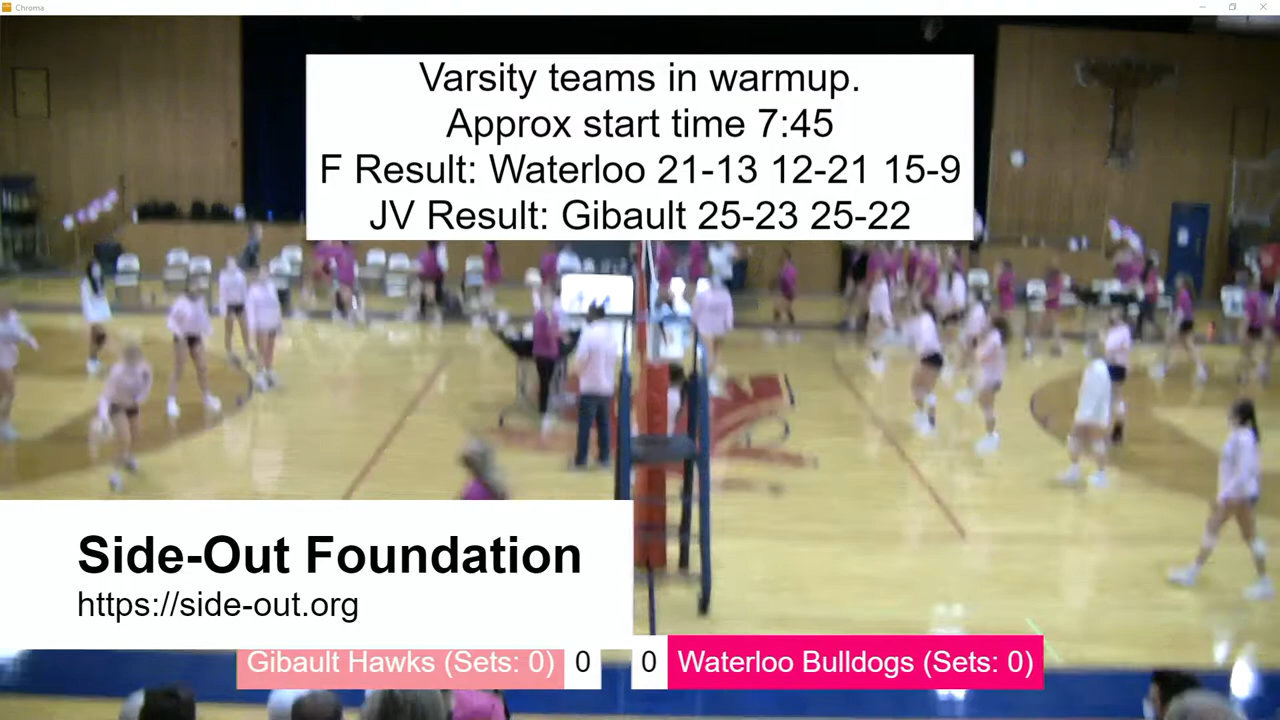 Chroma
Varsity teams in warmup.
Approx start time 7:45
F Result: Waterloo 21-13 12-21 15-9
JV Result: Gibault 25-23 25-22
Side-Out Foundation
https://side-out.org
Gibault Hawks (Sets: 0) 0 0 Waterloo Bulldogs (Sets: 0)